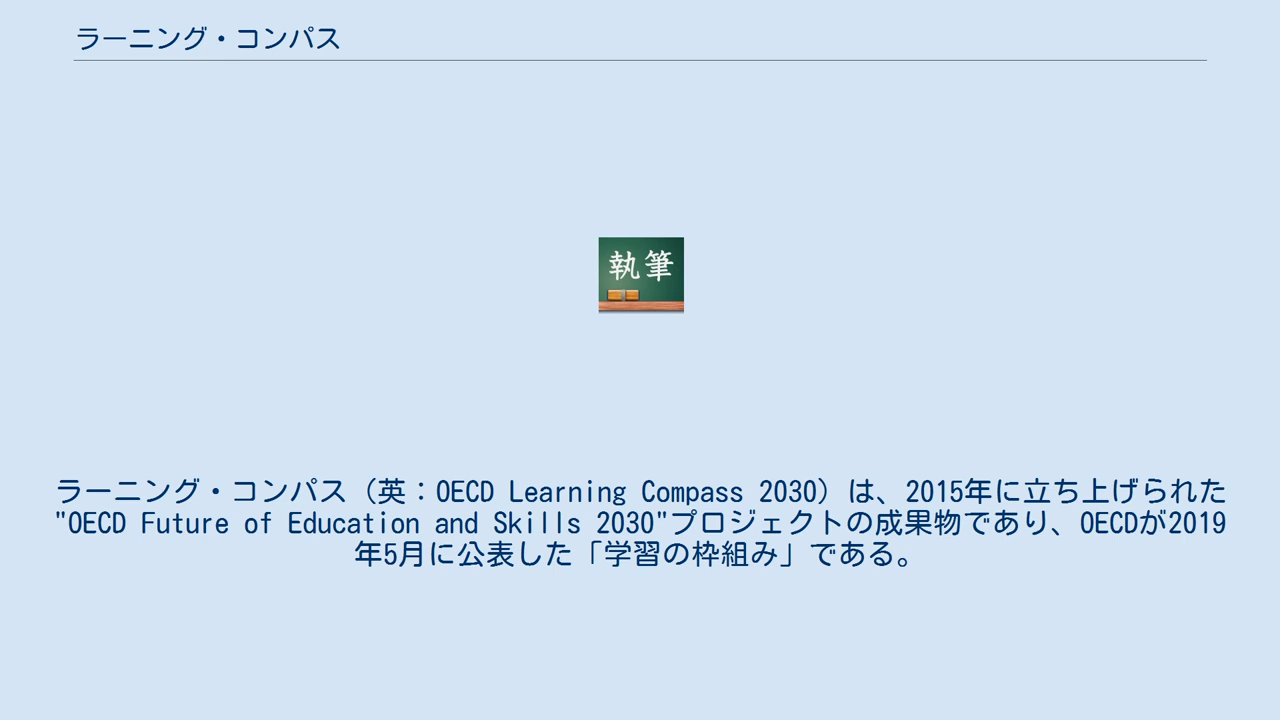 ラーニング・コンパス
執筆
ラーニング・コンパス（英：OECD Learning Compass 2030）は、2015年に立ち上げられた
"OECD Future of Education and Skills 2030"プロジェクトの成果物であり、OECDが2019
年5月に公表した「学習の枠組み」である。